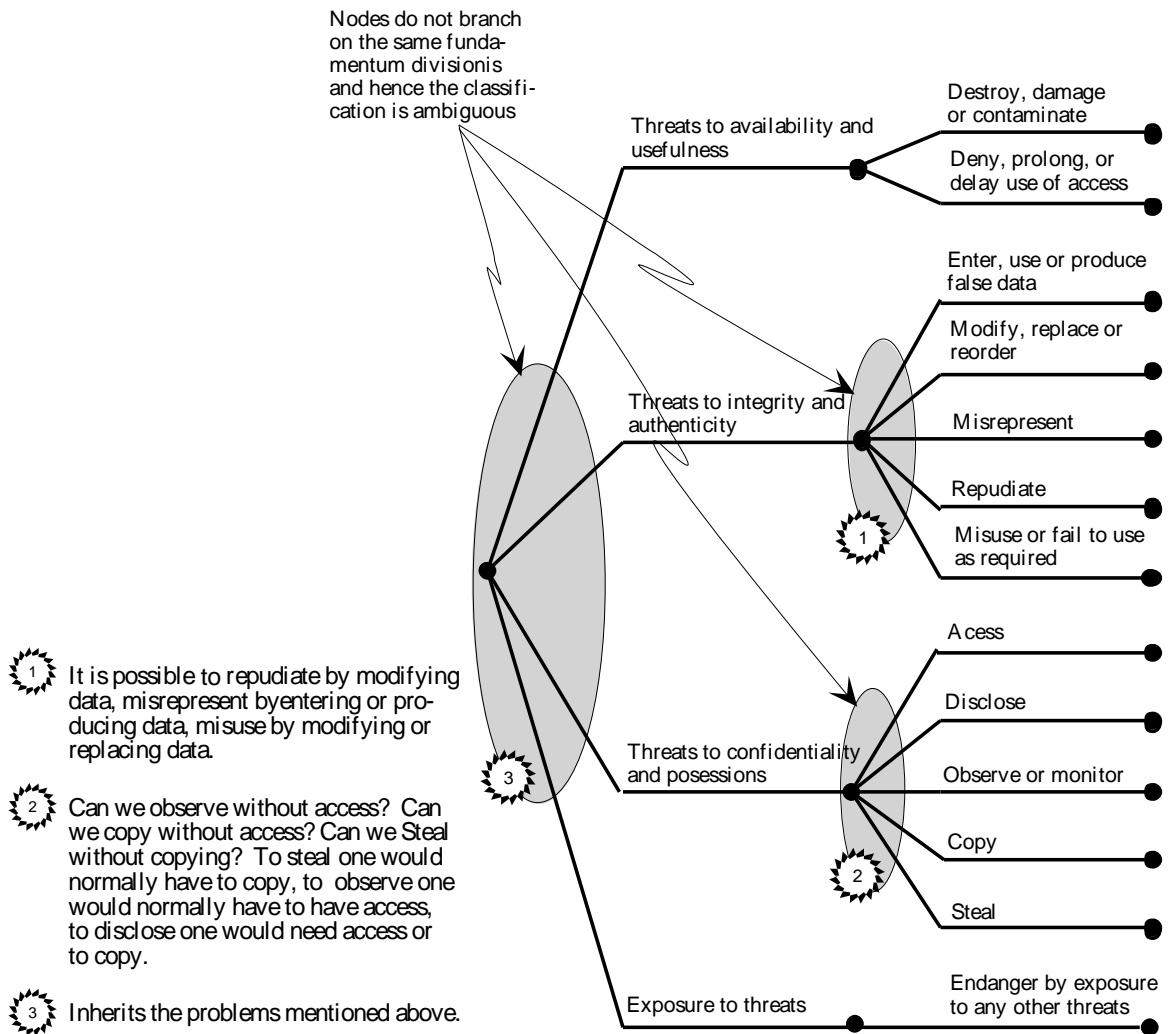 Nodes do not branch
on the same funda-
mentum divisionis
and hence the classifi-
cation is ambiguous
Threats to availability and
usefulness
Destroy, damage
or contaminate
Deny, prolong, or
delay use of access
Threats to integrity and
authenticity
Enter, use or produce
false data
Modify, replace or
reorder
Misrepresent
Repudiate
Misuse or fail to use
as required
1
Threats to confidentiality
and posessions
Acess
Disclose
Observe or monitor
Copy
Steal
2
3
Exposure to threats
Endanger by exposure
to any other threats
1
It is possible to repudiate by modifying
data, misrepresent byentering or pro-
ducing data, misuse by modifying or
replacing data.
2
Can we observe without access? Can
we copy without access? Can we Steal
without copying? To steal one would
normally have to copy, to observe one
would normally have to have access,
to disclose one would need access or
to copy.
3
Inherits the problems mentioned above.